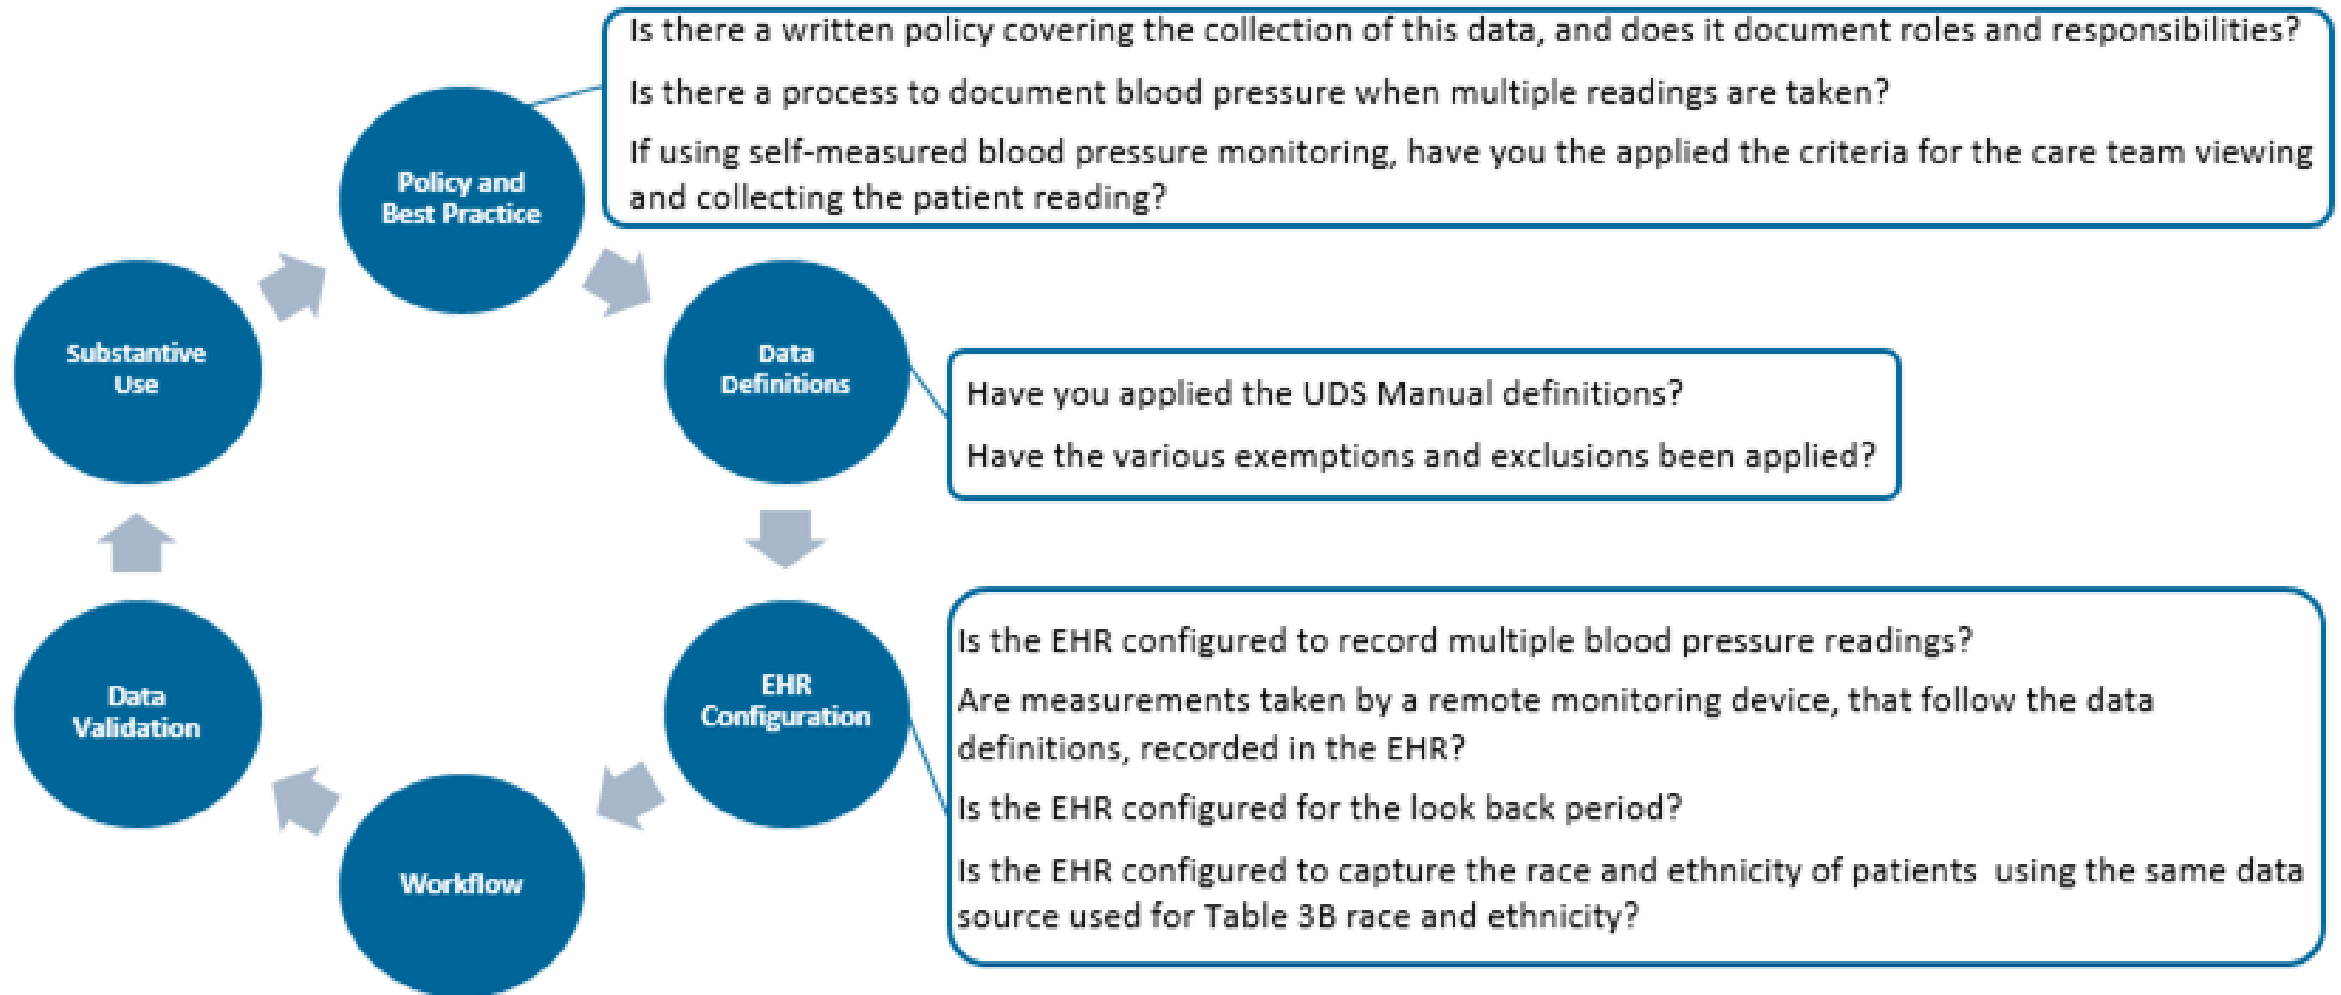 Is there a written policy covering the collection of this data, and does it document roles and responsibilities?
Is there a process to document blood pressure when multiple readings are taken?
If using self-measured blood pressure monitoring, have you the applied the criteria for the care team viewing
and collecting the patient reading?
Policy and
Best Practice
Data
Definitions
Have you applied the UDS Manual definitions?
Have the various exemptions and exclusions been applied?
EHR
Configuration
Is the EHR configured to record multiple blood pressure readings?
Are measurements taken by a remote monitoring device, that follow the data
definitions, recorded in the EHR?
Is the EHR configured for the look back period?
Is the EHR configured to capture the race and ethnicity of patients  using the same data
source used for Table 3B race and ethnicity?
Workflow
Data
Validation
Substantive
Use